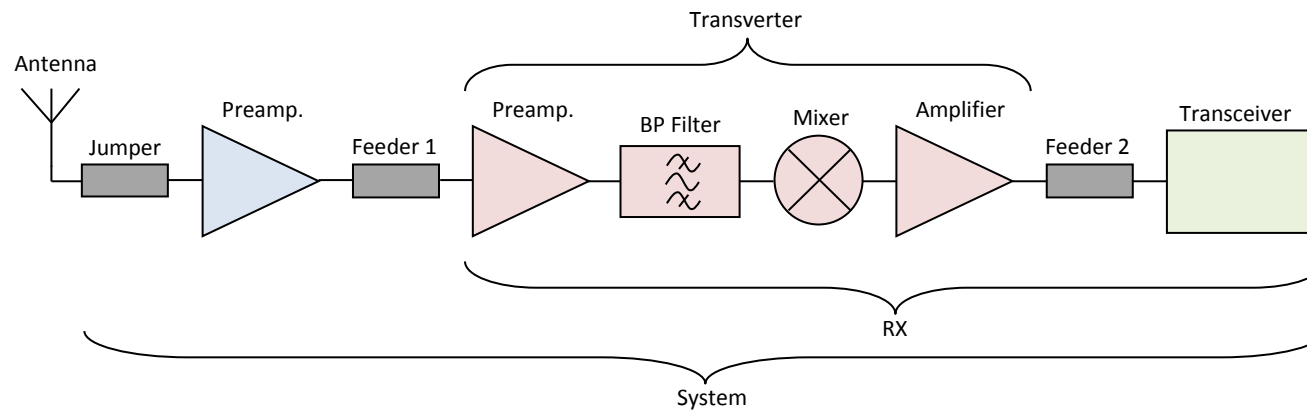 Transverter
Antenna
Preamp.
Preamp.
BP Filter
Mixer
Amplifier
Transceiver
Jumper
Feeder 1
Feeder 2
RX
System